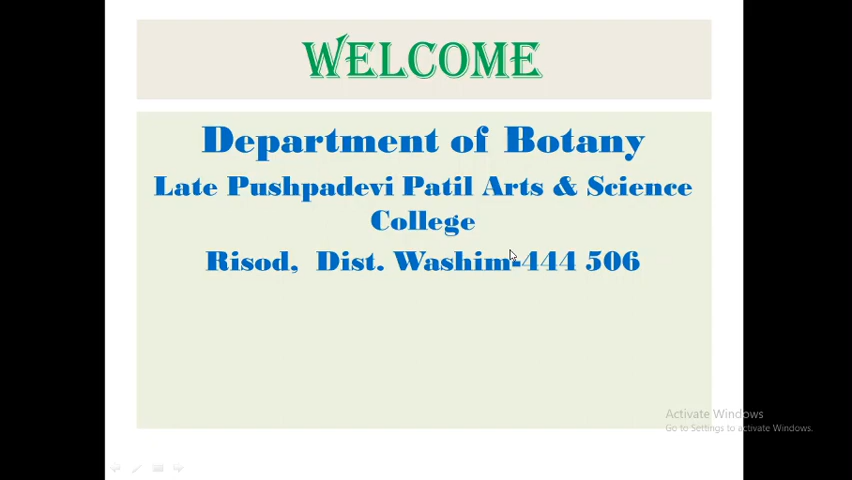 WELCOME
Department of Botany
Late Pushpadevi Patil Arts & Science
College
Risod, Dist. Washim-444 506
Activate Windows
Go to Settings to activate Windows.